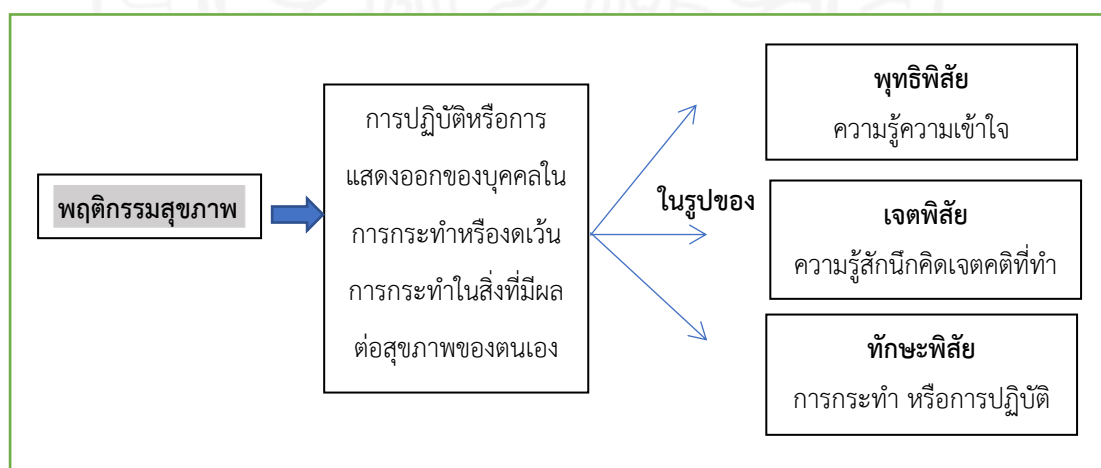 พฤติกรรมสุขภาพ
การปฏิบัติหรือการ
แสดงออกของบุคคลใน
การกระทำหรืองดเว้น
การกระทำในสิ่งที่มีผล
ต่อสุขภาพของตนเอง
ในรูปของ
พุทธิพิสัย
ความรู้ความเข้าใจ
เจตพิสัย
ความรู้สักนึกคิดเจตคติที่ทำ
ทักษะพิสัย
การกระทำ หรือการปฏิบัติ